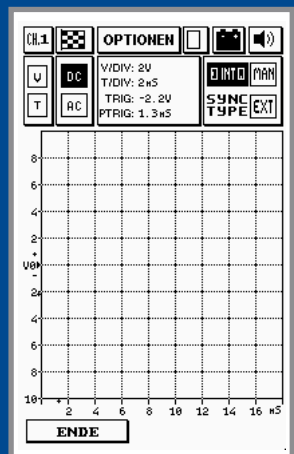 CH.1 OPTIONEN
V DC V/DIV: 2V INT MAN
T/DIV: 2mS
T AC TRIG: -2.2V SYNC TYPE EXT
PTRIG: 1.3mS
8
6
4
2
+
V0
-
2
4
6
8
10
2 4 6 8 10 12 14 16 mS
ENDE